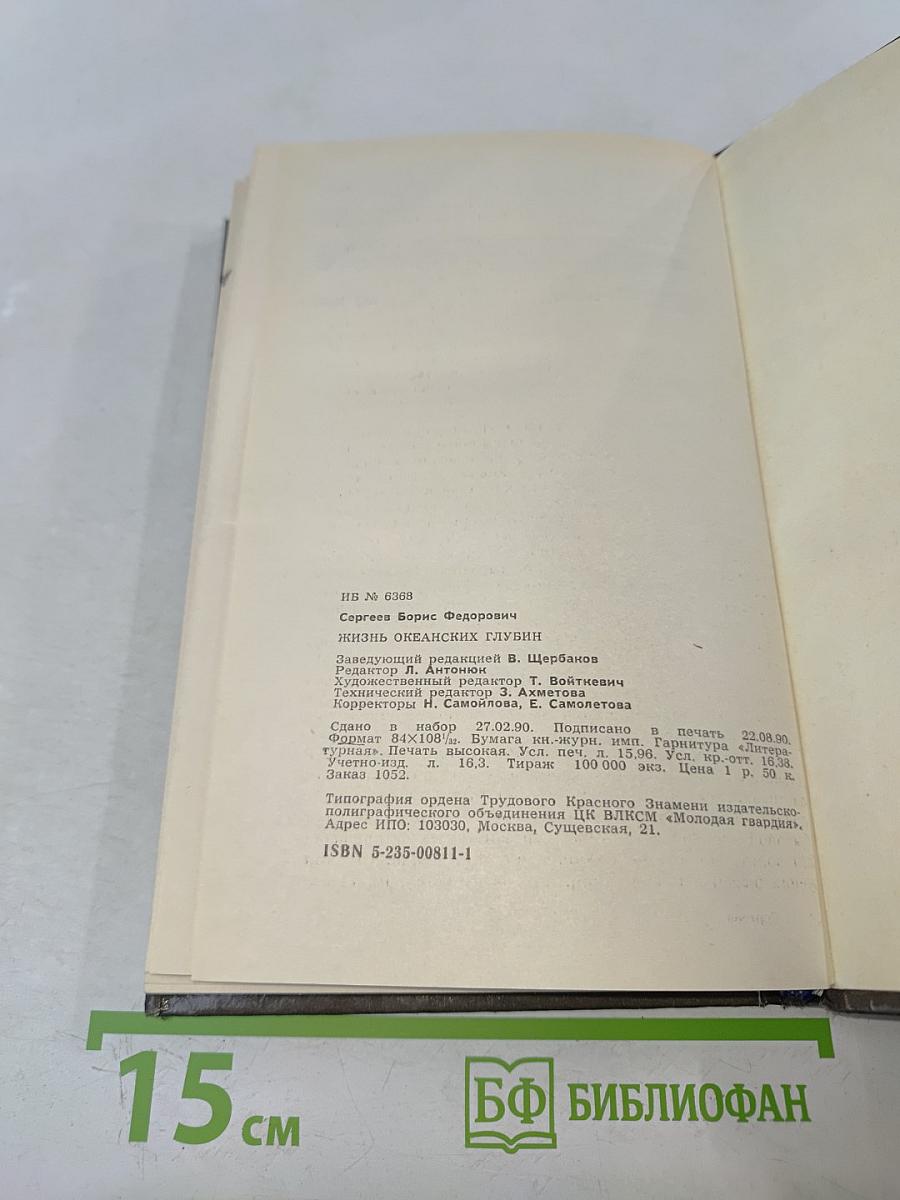 ИБ № 6368
Сергеев Борис Федорович
ЖИЗНЬ ОКЕАНСКИХ ГЛУБИН
Заведующий редакцией В. Щербаков
Редактор Л. Антонюк
Художественный редактор Т. Войткевич
Технический редактор З. Ахметова
Корректоры Н. Самойлова, Е. Самолетова
Сдано в набор 27.02.90. Подписано в печать 22.08.90.
Формат 84×108¹/₃₂. Бумага кн.-журн. имп. Гарнитура «Литера-
турная». Печать высокая. Усл. печ. л. 15,96. Усл. кр.-отт. 16,38.
Учетно-изд. л. 16,3. Тираж 100 000 экз. Цена 1 р. 50 к.
Заказ 1052.
Типография ордена Трудового Красного Знамени издательско-
полиграфического объединения ЦК ВЛКСМ «Молодая гвардия».
Адрес ИПО: 103030, Москва, Сущевская, 21.
ISBN 5-235-00811-1
15 см
БФ БИБЛИОФАН